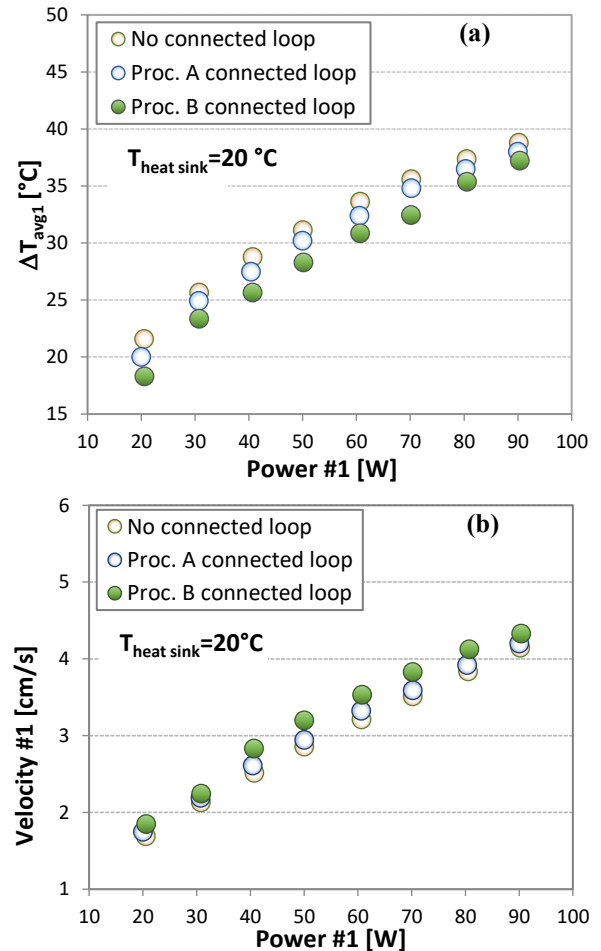 50
(a)
No connected loop
45
Proc. A connected loop
Proc. B connected loop
40
T heat sink=20 °C
35
30
25
20
15
ΔTavg1 [°C]
10 20 30 40 50 60 70 80 90 100
Power #1 [W]
6
(b)
No connected loop
Proc. A connected loop
5
Proc. B connected loop
T heat sink=20°C
4
3
2
1
Velocity #1 [cm/s]
10 20 30 40 50 60 70 80 90 100
Power #1 [W]